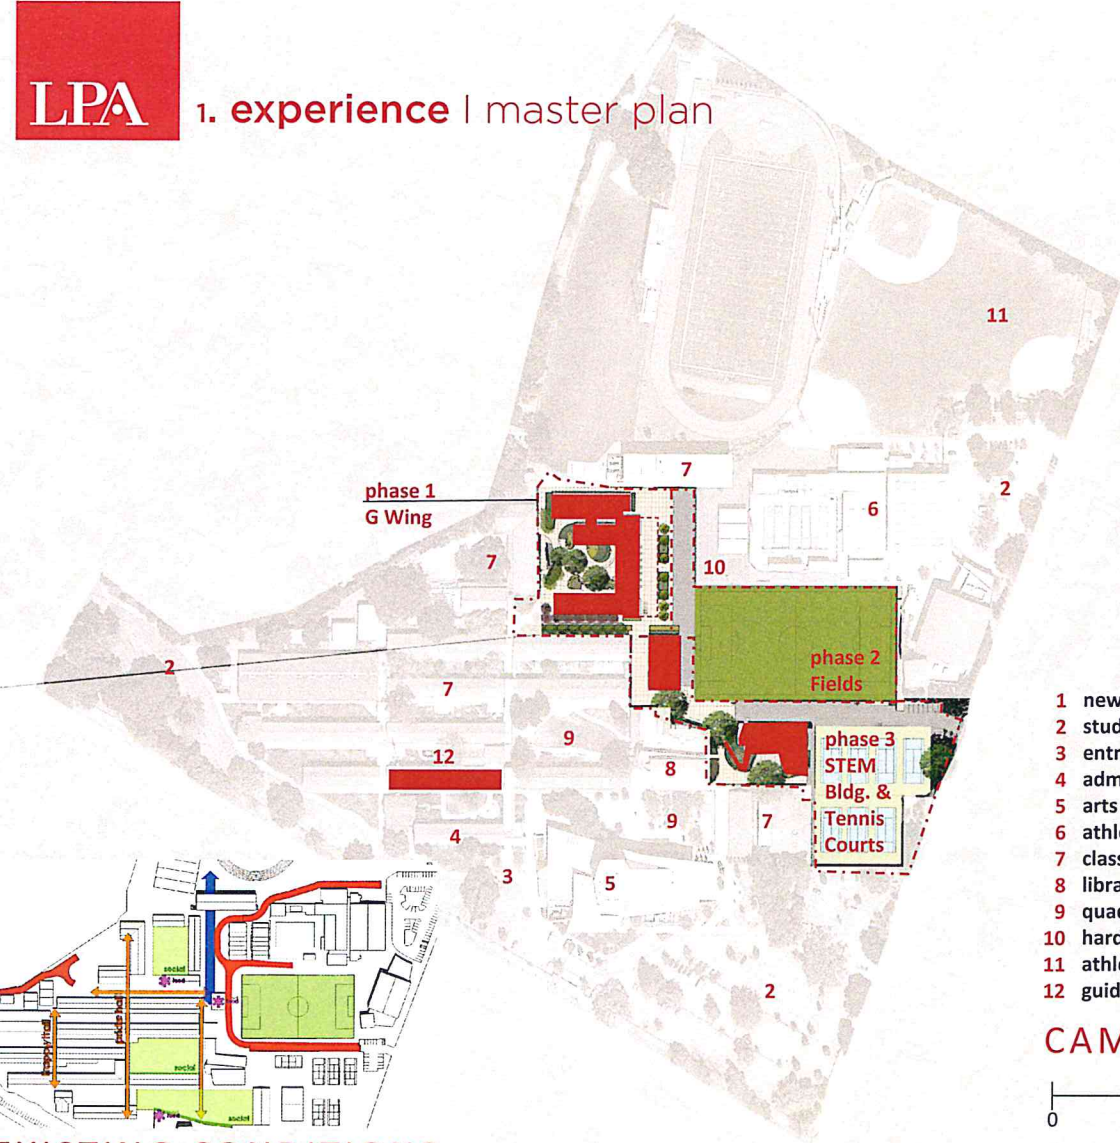 LPA
1. experience | master plan
11
7
phase 1
G Wing
2
6
7
10
phase 2
Fields
2
7
9
phase 3
STEM
Bldg. &
Tennis
Courts
12
8
4
9
7
3
5
2
1 new
2 stud
3 entr
4 adm
5 arts
6 athl
7 class
8 libra
9 quad
10 hard
11 athl
12 guid
CAM
0
social
food
food
social
social
food